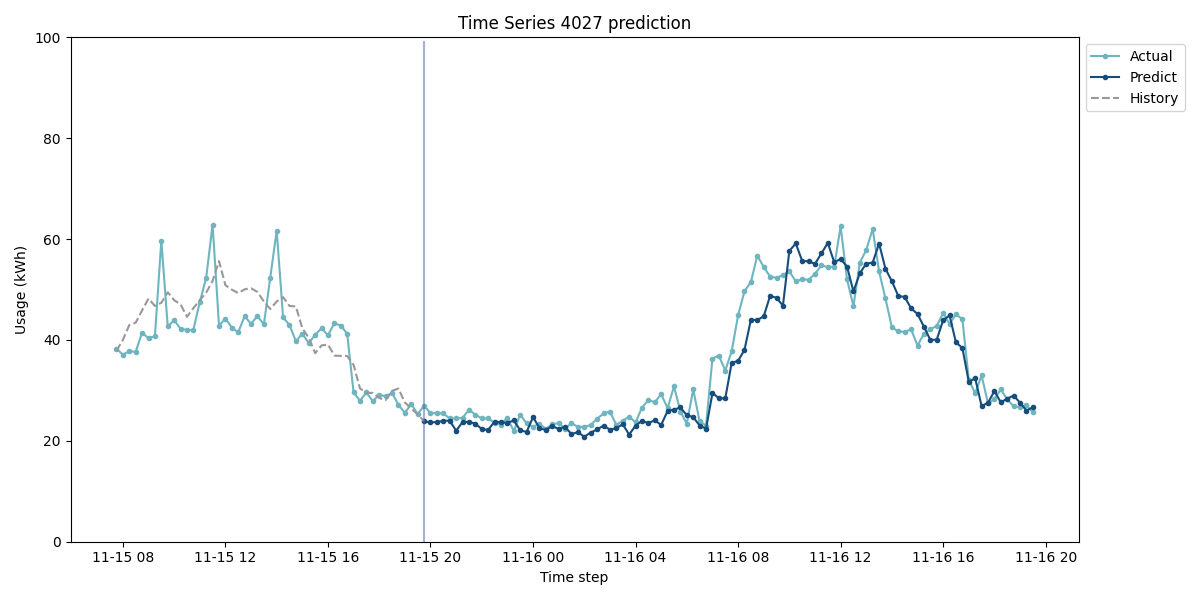 Time Series 4027 prediction
100
80
60
40
20
0
Usage (kWh)
11-15 08
11-15 12
11-15 16
11-15 20
11-16 00
11-16 04
11-16 08
11-16 12
11-16 16
11-16 20
Time step
Actual
Predict
History